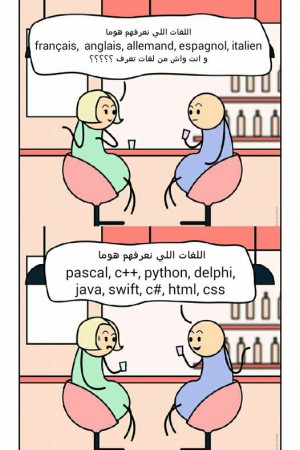 اللغات اللي نعرفهم هوما
français, anglais, allemand, espagnol, italien
و انت واش من لغات تعرف ؟؟؟؟؟
اللغات اللي نعرفهم هوما
pascal, c++, python, delphi,
java, swift, c#, html, css